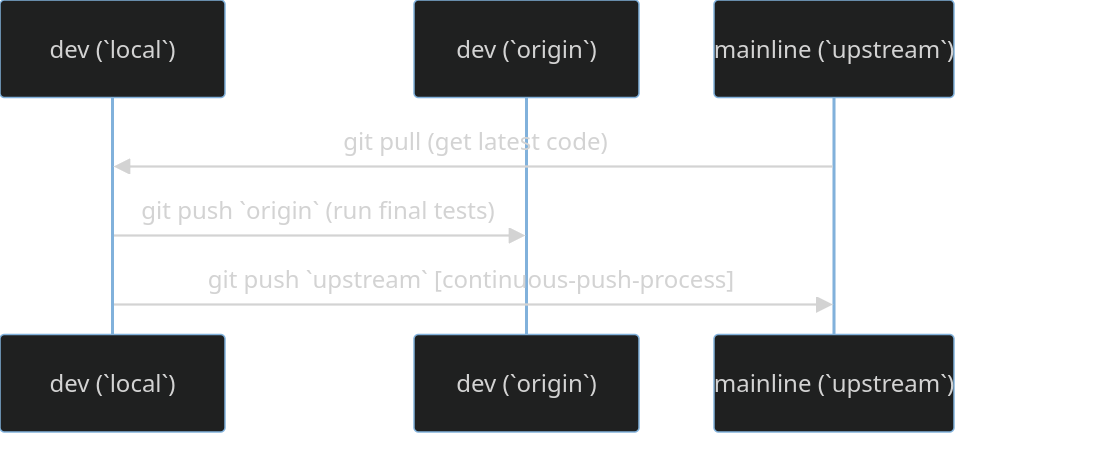 dev (`local`)
dev (`origin`)
mainline (`upstream`)
git pull (get latest code)
git push `origin` (run final tests)
git push `upstream` [continuous-push-process]
dev (`local`)
dev (`origin`)
mainline (`upstream`)